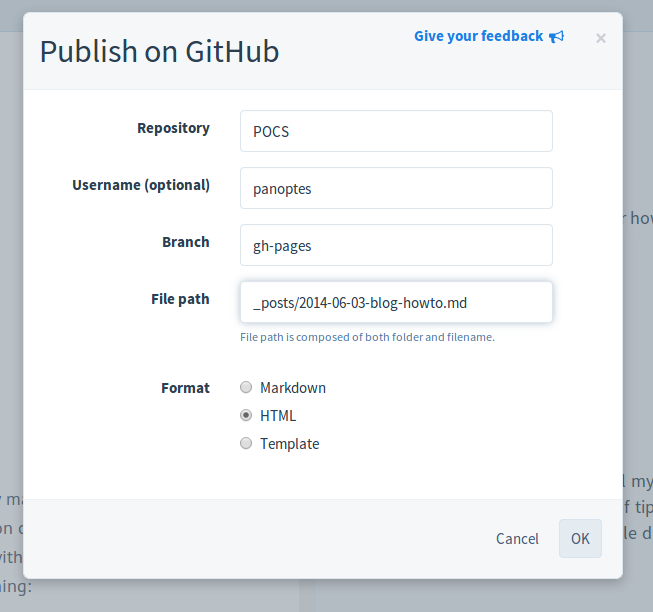 Give your feedback
×
Publish on GitHub
Repository
POCS
Username (optional)
panoptes
Branch
gh-pages
File path
_posts/2014-06-03-blog-howto.md
File path is composed of both folder and filename.
Format
Markdown
HTML
Template
Cancel
OK